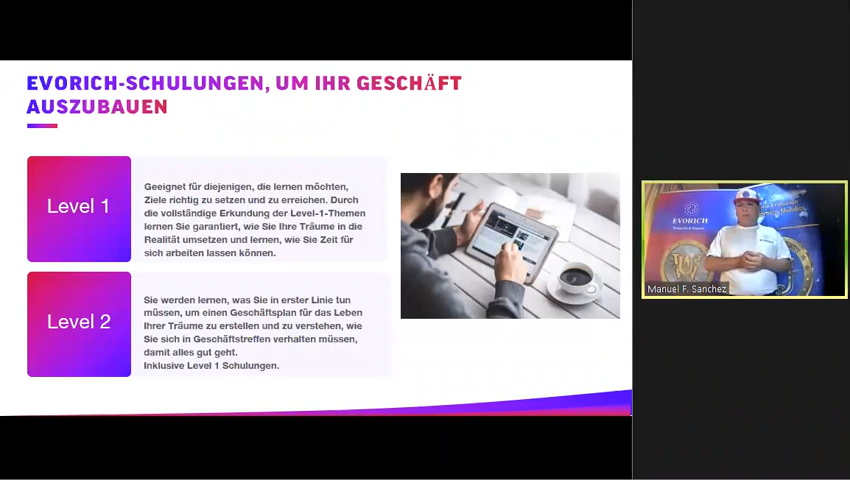 EVORICH-SCHULUNGEN, UM IHR GESCHÄFT
AUSZUBAUEN
Level 1
Geeignet für diejenigen, die lernen möchten,
Ziele richtig zu setzen und zu erreichen. Durch
die vollständige Erkundung der Level-1-Themen
lernen Sie garantiert, wie Sie Ihre Träume in die
Realität umsetzen und lernen, wie Sie Zeit für
sich arbeiten lassen können.
Level 2
Sie werden lernen, was Sie in erster Linie tun
müssen, um einen Geschäftsplan für das Leben
Ihrer Träume zu erstellen und zu verstehen, wie
Sie sich in Geschäftstreffen verhalten müssen,
damit alles gut geht.
Inklusive Level 1 Schulungen.
EVORICH
Manuel F. Sanchez